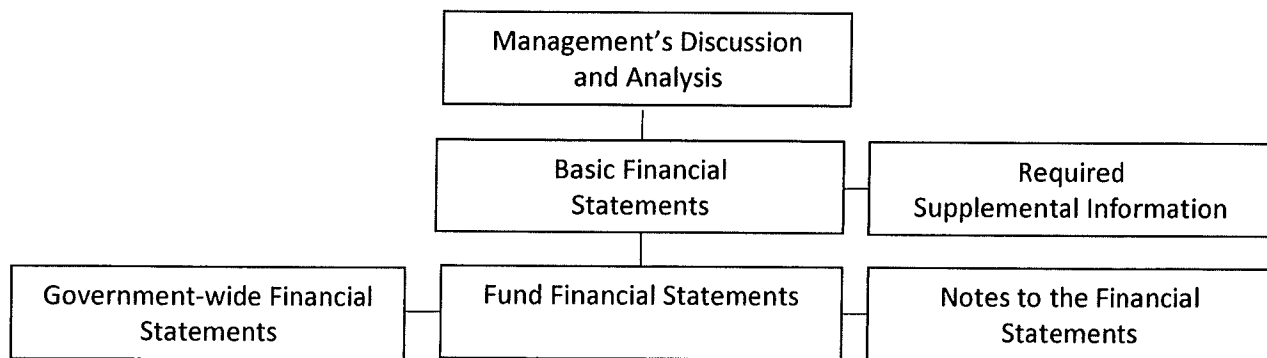 Management’s Discussion
and Analysis
Basic Financial
Statements
Required
Supplemental Information
Government-wide Financial
Statements
Fund Financial Statements
Notes to the Financial
Statements